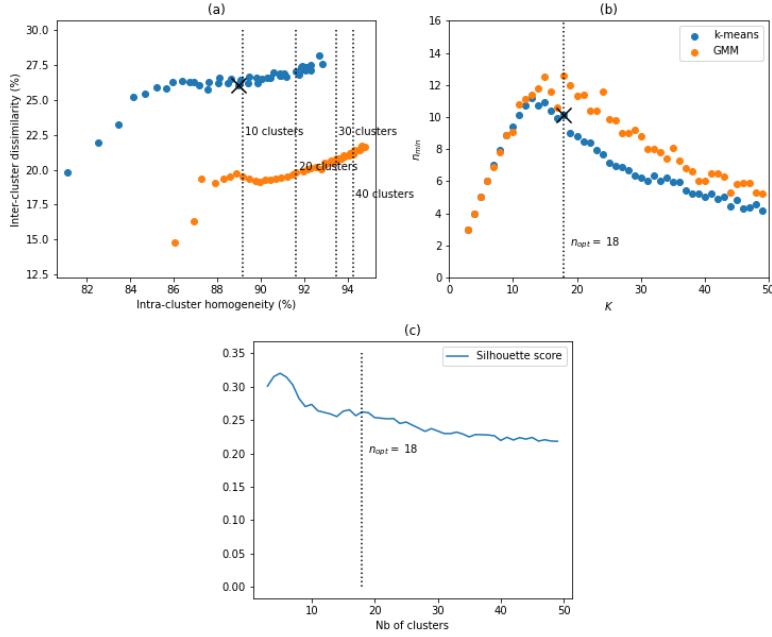 (a)
30.0
27.5
25.0
22.5
20.0
17.5
15.0
12.5
Inter-cluster dissimilarity (%)
10 clusters
30 clusters
20 clusters
40 clusters
82 84 86 88 90 92 94
Intra-cluster homogeneity (%)
(b)
16
14
12
10
8
6
4
2
0
n_min
k-means
GMM
n_opt = 18
0 10 20 30 40 50
K
(c)
0.35
0.30
0.25
0.20
0.15
0.10
0.05
0.00
Silhouette score
n_opt = 18
10 20 30 40 50
Nb of clusters